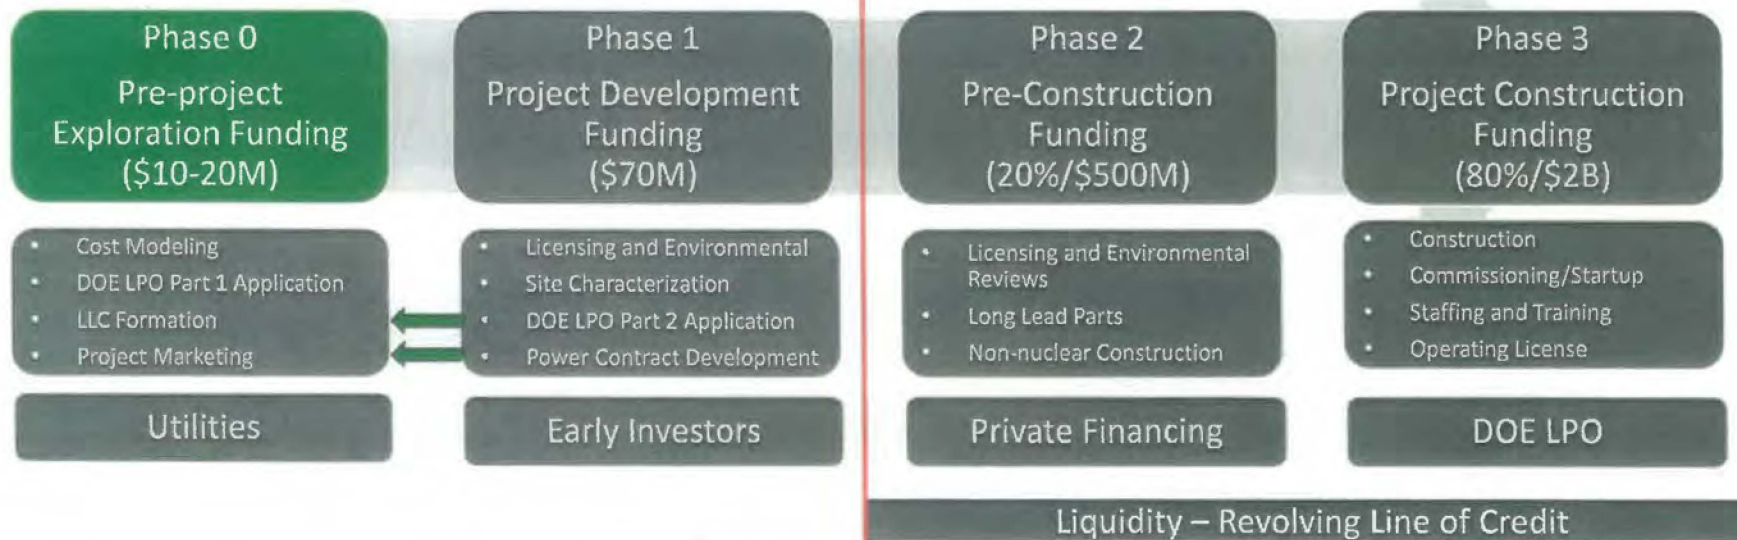 Phase 0
Pre-project
Exploration Funding
($10-20M)
Phase 1
Project Development
Funding
($70M)
Phase 2
Pre-Construction
Funding
(20%/$500M)
Phase 3
Project Construction
Funding
(80%/$2B)
• Cost Modeling
• DOE LPO Part 1 Application
• LLC Formation
• Project Marketing
• Licensing and Environmental
• Site Characterization
• DOE LPO Part 2 Application
• Power Contract Development
• Licensing and Environmental
Reviews
• Long Lead Parts
• Non-nuclear Construction
• Construction
• Commissioning/Startup
• Staffing and Training
• Operating License
Utilities
Early Investors
Private Financing
DOE LPO
Liquidity – Revolving Line of Credit